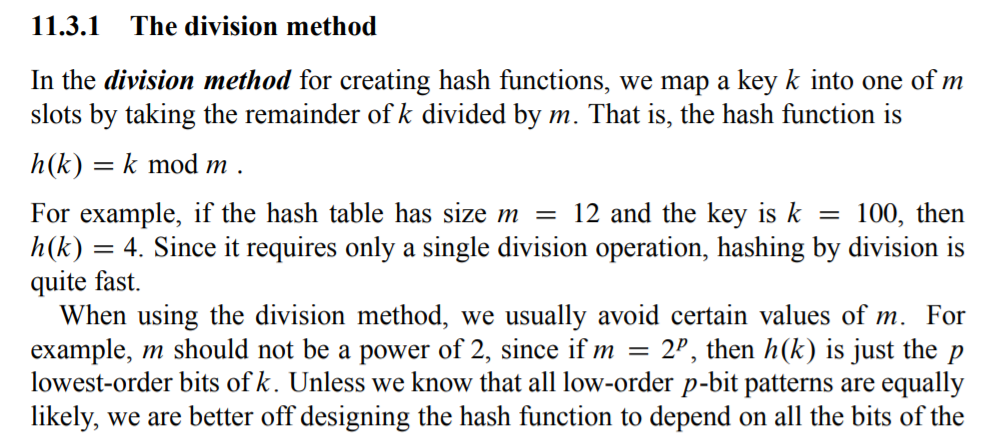 11.3.1 The division method
In the division method for creating hash functions, we map a key k into one of m
slots by taking the remainder of k divided by m. That is, the hash function is
h(k) = k mod m .
For example, if the hash table has size m = 12 and the key is k = 100, then
h(k) = 4. Since it requires only a single division operation, hashing by division is
quite fast.
When using the division method, we usually avoid certain values of m. For
example, m should not be a power of 2, since if m = 2^p, then h(k) is just the p
lowest-order bits of k. Unless we know that all low-order p-bit patterns are equally
likely, we are better off designing the hash function to depend on all the bits of the